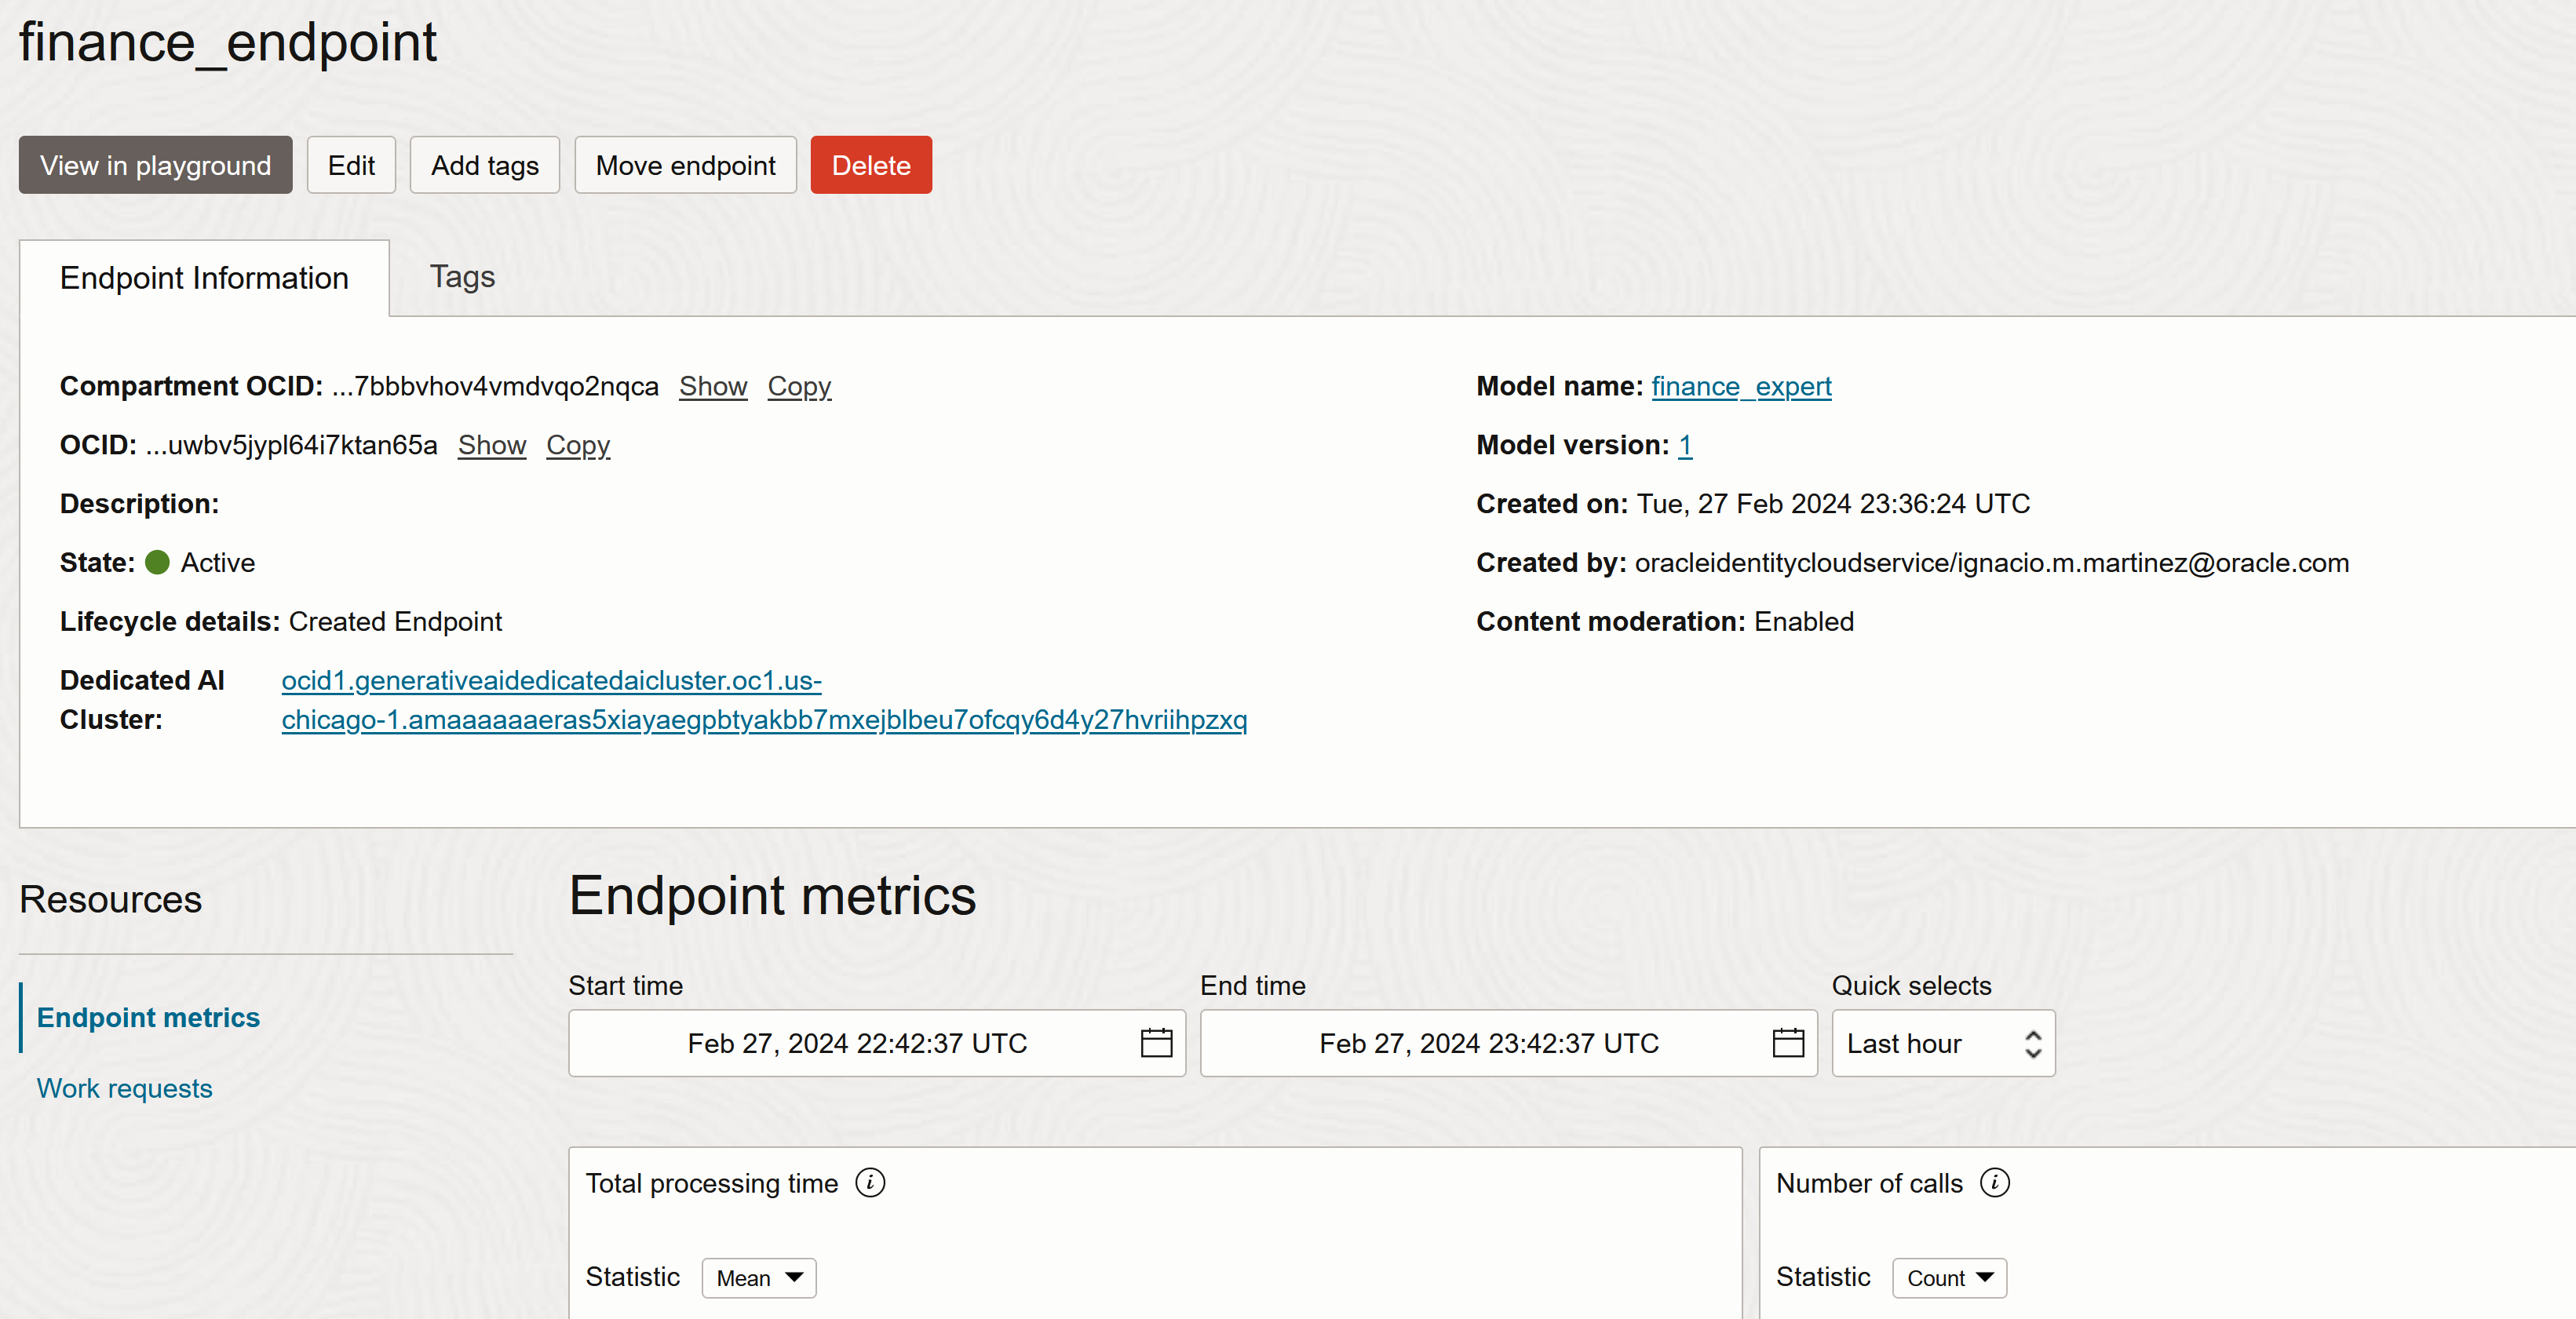 finance_endpoint
View in playground Edit Add tags Move endpoint Delete
Endpoint Information Tags
Compartment OCID: ...7bbbvhov4vmdvqo2nqca Show Copy
OCID: ...uwbv5jypl64i7ktan65a Show Copy
Description:
State: Active
Lifecycle details: Created Endpoint
Dedicated AI Cluster: ocid1.generativeaidedicatedaicluster.oc1.us-
chicago-1.amaaaaaaeras5xiayaegpbtyakbb7mxejblbeu7ofcqy6d4y27hvriihpzxq
Model name: finance_expert
Model version: 1
Created on: Tue, 27 Feb 2024 23:36:24 UTC
Created by: oracleidentitycloudservice/ignacio.m.martinez@oracle.com
Content moderation: Enabled
Resources
Endpoint metrics
Work requests
Endpoint metrics
Start time End time Quick selects
Feb 27, 2024 22:42:37 UTC Feb 27, 2024 23:42:37 UTC Last hour
Total processing time i
Statistic Mean
Number of calls i
Statistic Count